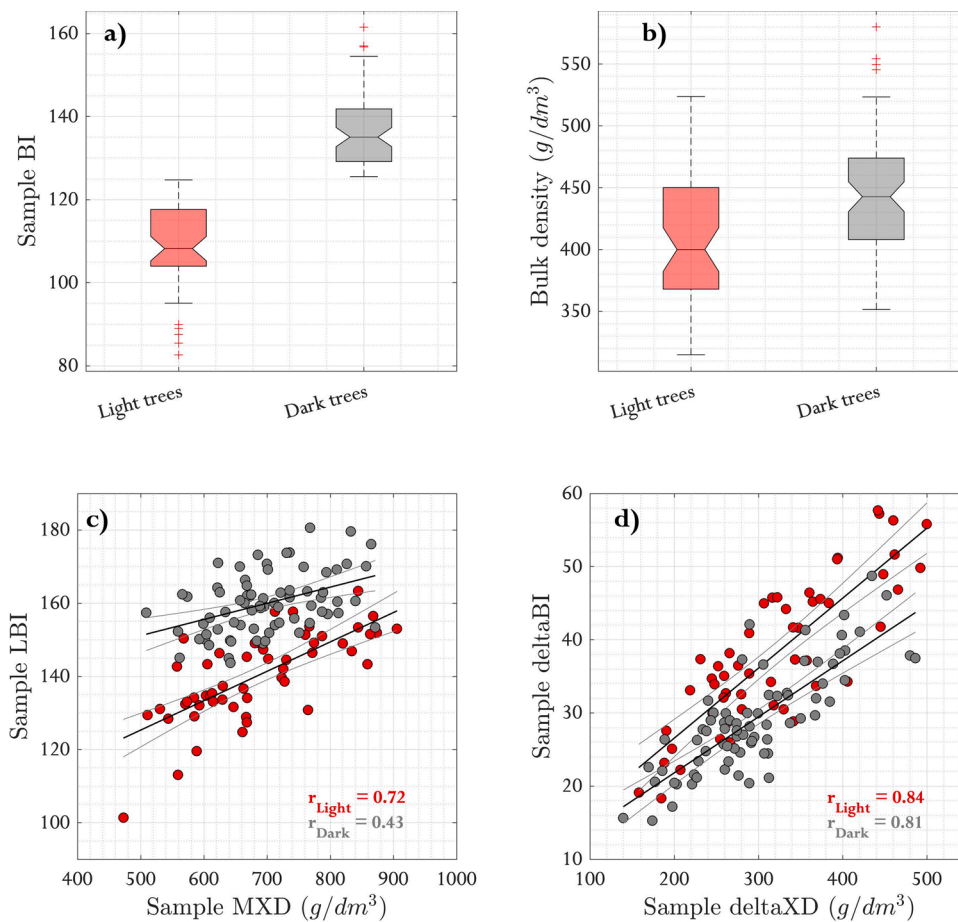 a)
160
140
120
100
80
Sample BI
Light trees
Dark trees
b)
550
500
450
400
350
Bulk density (g/dm³)
Light trees
Dark trees
c)
180
160
140
120
100
Sample LBI
r_Light = 0.72
r_Dark = 0.43
400 500 600 700 800 900 1000
Sample MXD (g/dm³)
d)
60
50
40
30
20
10
Sample deltaBI
r_Light = 0.84
r_Dark = 0.81
100 200 300 400 500
Sample deltaXD (g/dm³)